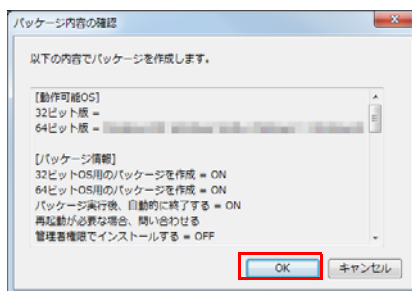 パッケージ内容の確認
以下の内容でパッケージを作成します。
[動作可能OS]
32ビット版 =
64ビット版 =
[パッケージ情報]
32ビットOS用のパッケージを作成 = ON
64ビットOS用のパッケージを作成 = ON
パッケージ実行後、自動的に終了する = ON
再起動が必要な場合、問い合わせる
管理者権限でインストールする = OFF
OK
キャンセル